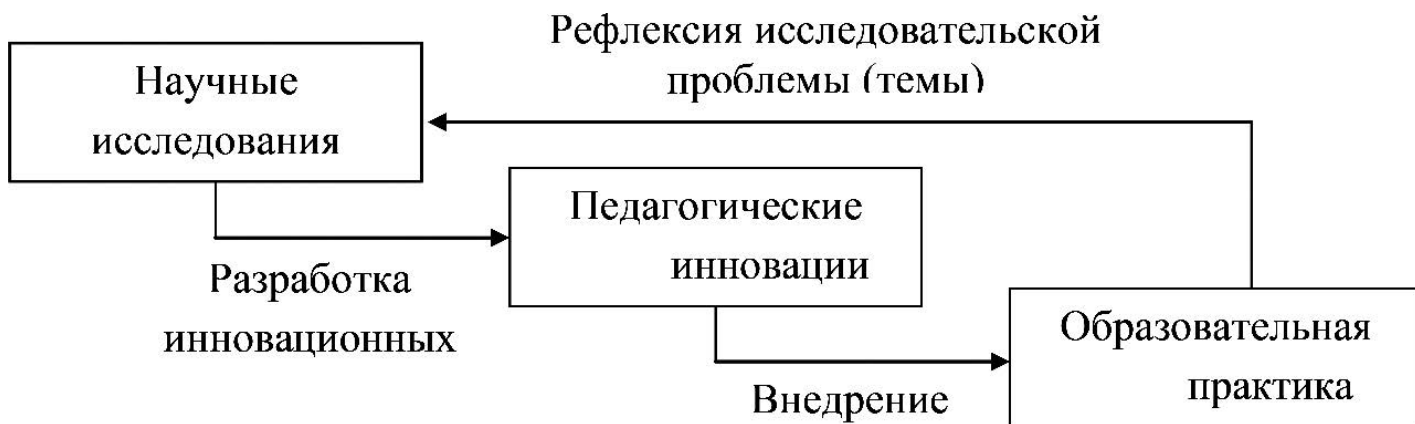 Рефлексия исследовательской
проблемы (темы)
Научные
исследования
Педагогические
инновации
Разработка
инновационных
Образовательная
практика
Внедрение